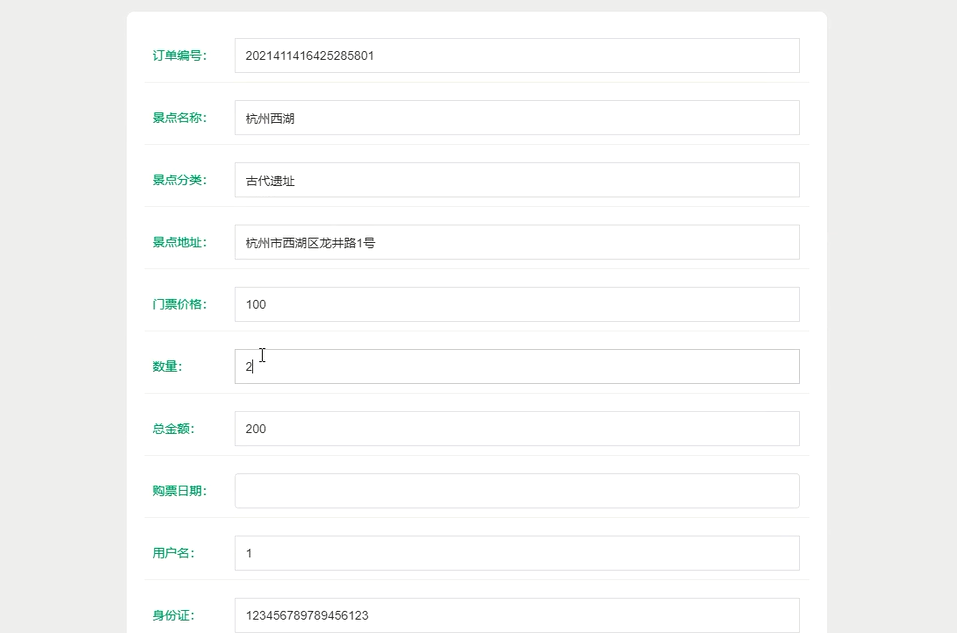 订单编号： 2021411416425285801
景点名称： 杭州西湖
景点分类： 古代遗址
景点地址： 杭州市西湖区龙井路1号
门票价格： 100
数量： 2
总金额： 200
购票日期：
用户名： 1
身份证： 123456789789456123